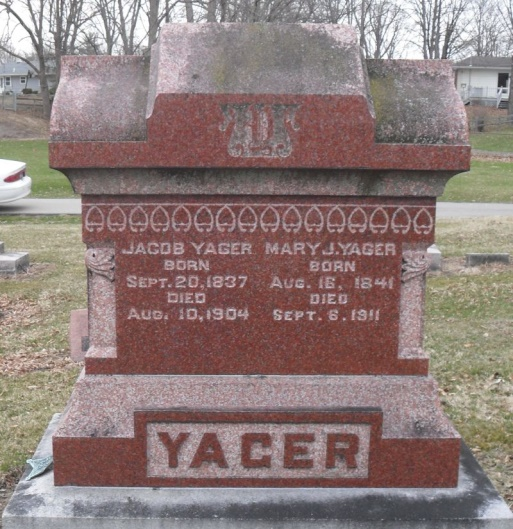 JACOB YAGER
BORN
SEPT. 20, 1837
DIED
AUG. 10, 1904
MARY J. YAGER
BORN
AUG. 16, 1841
DIED
SEPT. 6, 1911
YAGER